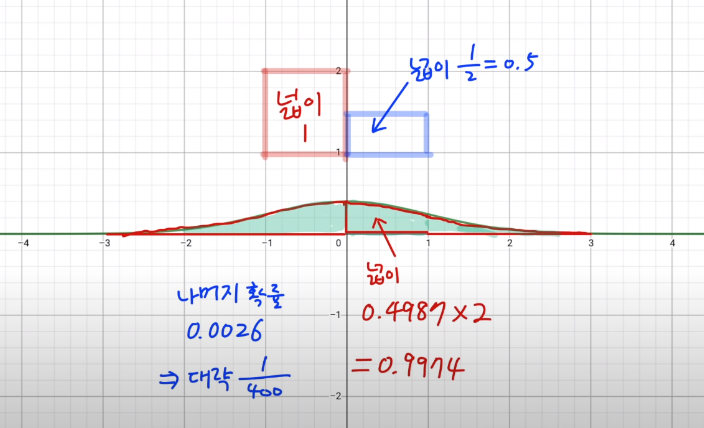 2
넓이 1/2 = 0.5
넓이
1
1
-4 -3 -2 -1 0 1 2 3 4
넓이
나머지 확률
0.0026
⇒ 대략 1/400
-1
0.4987 × 2
= 0.9974
-2